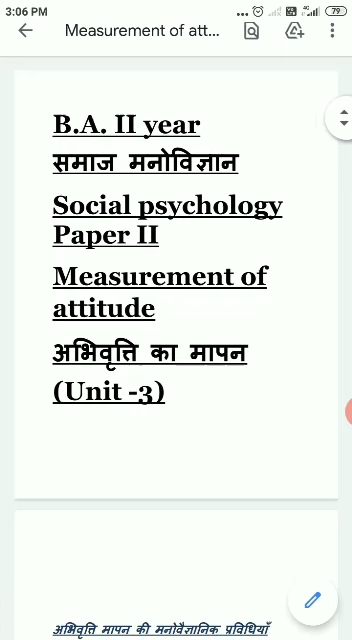 3:06 PM
79
Measurement of att...
B.A. II year
समाज मनोविज्ञान
Social psychology
Paper II
Measurement of
attitude
अभिवृत्ति का मापन
(Unit -3)
अभिवृत्ति मापन की मनोवैज्ञानिक प्रविधियाँ